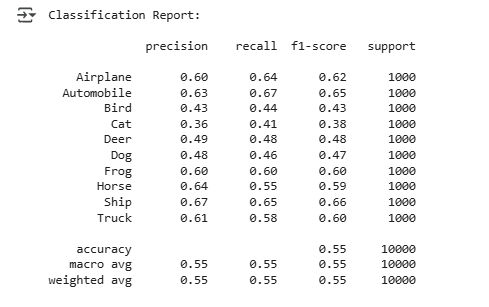 Classification Report:
precision recall f1-score support
Airplane 0.60 0.64 0.62 1000
Automobile 0.63 0.67 0.65 1000
Bird 0.43 0.44 0.43 1000
Cat 0.36 0.41 0.38 1000
Deer 0.49 0.48 0.48 1000
Dog 0.48 0.46 0.47 1000
Frog 0.60 0.60 0.60 1000
Horse 0.64 0.55 0.59 1000
Ship 0.67 0.65 0.66 1000
Truck 0.61 0.58 0.60 1000
accuracy 0.55 10000
macro avg 0.55 0.55 0.55 10000
weighted avg 0.55 0.55 0.55 10000